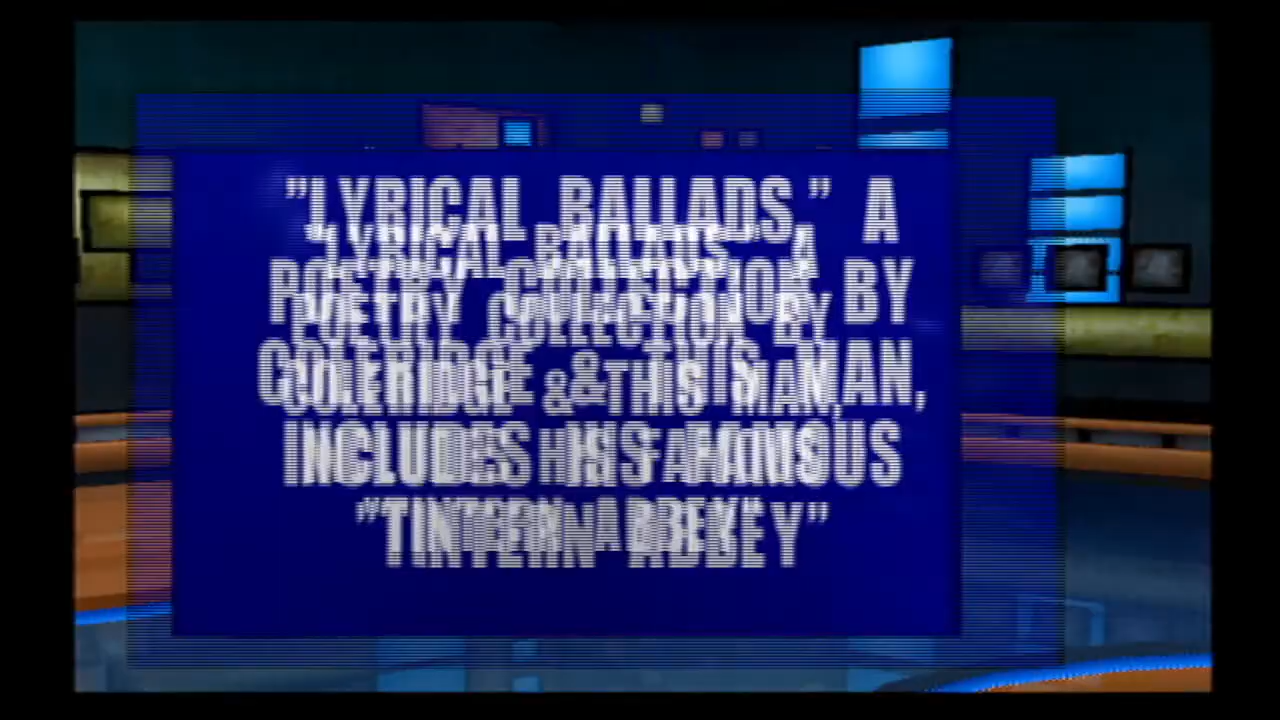 "LYRICAL BALLADS," A
POETRY COLLECTION BY
COLERIDGE & THIS MAN,
INCLUDES HIS FAMOUS
"TINTERN ABBEY"